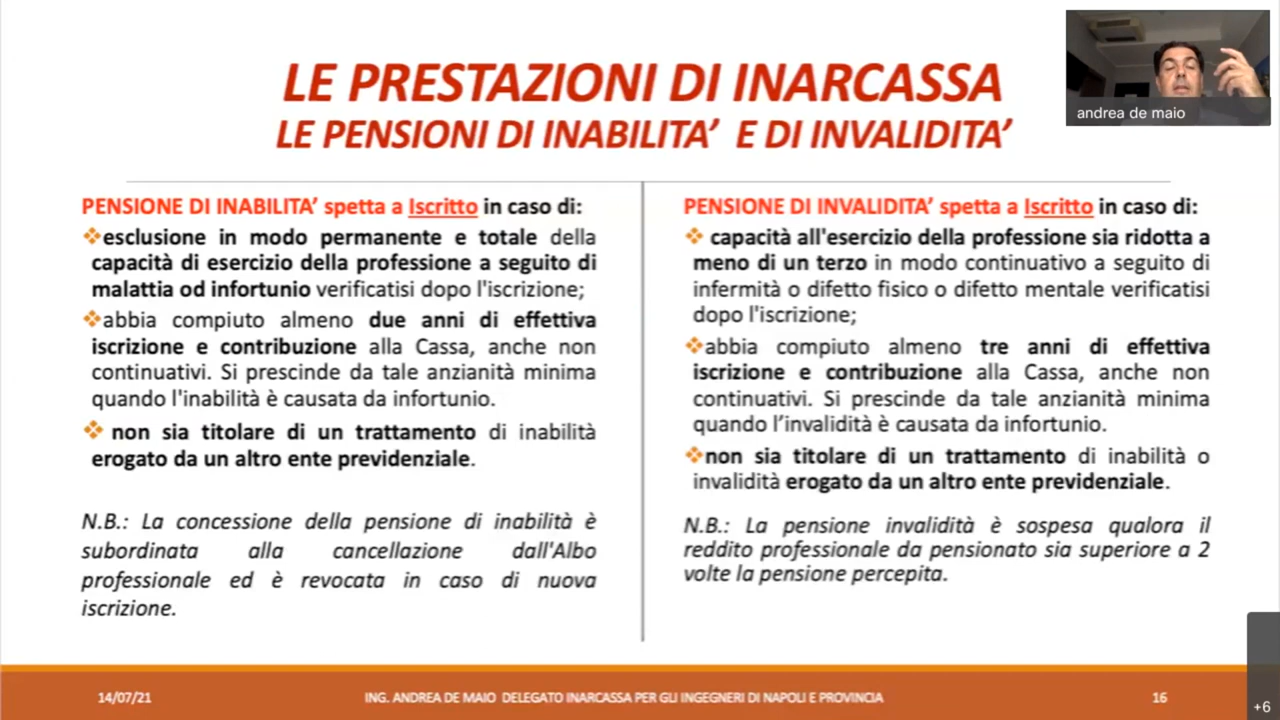 LE PRESTAZIONI DI INARCASSA
LE PENSIONI DI INABILITA’ E DI INVALIDITA’
andrea de maio
PENSIONE DI INABILITA’ spetta a Iscritto in caso di:
❖esclusione in modo permanente e totale della
capacità di esercizio della professione a seguito di
malattia od infortunio verificatisi dopo l'iscrizione;
❖abbia compiuto almeno due anni di effettiva
iscrizione e contribuzione alla Cassa, anche non
continuativi. Si prescinde da tale anzianità minima
quando l'inabilità è causata da infortunio.
❖ non sia titolare di un trattamento di inabilità
erogato da un altro ente previdenziale.
N.B.: La concessione della pensione di inabilità è
subordinata alla cancellazione dall'Albo
professionale ed è revocata in caso di nuova
iscrizione.
PENSIONE DI INVALIDITA’ spetta a Iscritto in caso di:
❖ capacità all'esercizio della professione sia ridotta a
meno di un terzo in modo continuativo a seguito di
infermità o difetto fisico o difetto mentale verificatisi
dopo l'iscrizione;
❖abbia compiuto almeno tre anni di effettiva
iscrizione e contribuzione alla Cassa, anche non
continuativi. Si prescinde da tale anzianità minima
quando l’invalidità è causata da infortunio.
❖non sia titolare di un trattamento di inabilità o
invalidità erogato da un altro ente previdenziale.
N.B.: La pensione invalidità è sospesa qualora il
reddito professionale da pensionato sia superiore a 2
volte la pensione percepita.
14/07/21
ING. ANDREA DE MAIO DELEGATO INARCASSA PER GLI INGEGNERI DI NAPOLI E PROVINCIA
16
+6